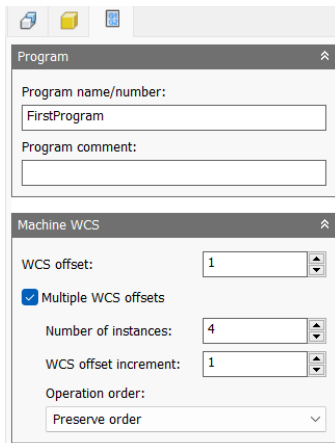 Program
Program name/number:
FirstProgram
Program comment:
Machine WCS
WCS offset:
1
Multiple WCS offsets
Number of instances:
4
WCS offset increment:
1
Operation order:
Preserve order